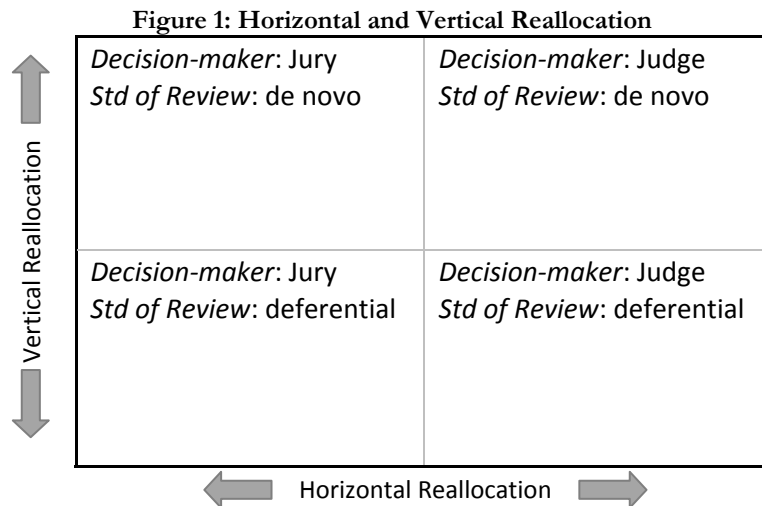 Figure 1: Horizontal and Vertical Reallocation
Decision-maker: Jury
Std of Review: de novo
Decision-maker: Judge
Std of Review: de novo
Decision-maker: Jury
Std of Review: deferential
Decision-maker: Judge
Std of Review: deferential
Vertical Reallocation
Horizontal Reallocation